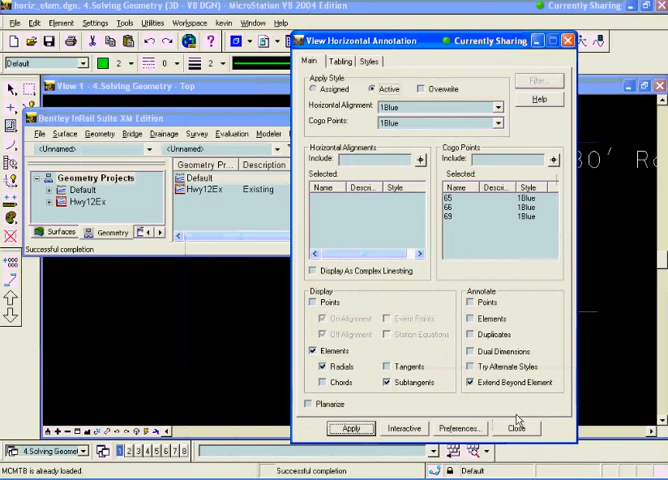 horiz_elem.dgn, 4.Solving Geometry (3D - V8 DGN) - MicroStation V8 2004 Edition
Currently Sharing
File Edit Element Settings Tools Utilities Workspace kevin Window
Default
2
2
View 1 - 4.Solving Geometry - Top
Bentley InRail Suite XM Edition
File Surface Geometry Bridge Drainage Survey Evaluation Modeler
<unnamed>
<unnamed>
Geometry Projects
Default
Hwy12Ex
Geometry Pr... Description
Default
Hwy12Ex Existing
Surfaces Geometry
Successful completion
View Horizontal Annotation
Currently Sharing
Main Tabling Styles
Apply Style
Assigned Active Overwrite
Horizontal Alignment: 1Blue
Cogo Points: 1Blue
Filter...
Help
Horizontal Alignments
Include:
Selected:
Name Descri... Style
Display As Complex Linestring
Cogo Points
Include:
Selected:
Name Descri... Style
65 1Blue
66 1Blue
69 1Blue
Display
Points
On-Alignment Event Points
Off-Alignment Station Equations
Elements
Radials Tangents
Chords Subtangents
Planarize
Annotate
Points
Elements
Duplicates
Dual Dimensions
Try Alternate Styles
Extend Beyond Element
Apply Interactive Preferences... Close
4.Solving Geomet 1 2 3 4 5 6 7 8
MCMTB is already loaded. Successful completion Default